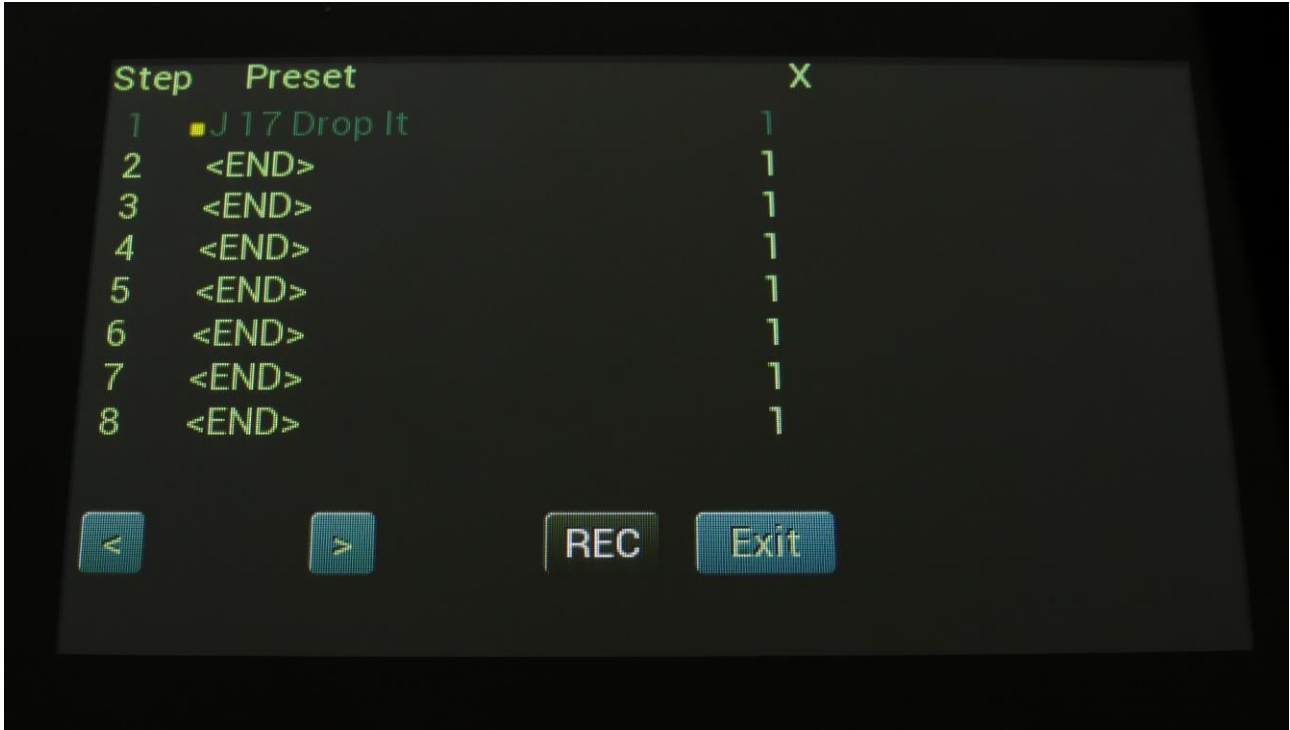 Step Preset X
1 J 17 Drop It 1
2 <END> 1
3 <END> 1
4 <END> 1
5 <END> 1
6 <END> 1
7 <END> 1
8 <END> 1
< > REC Exit